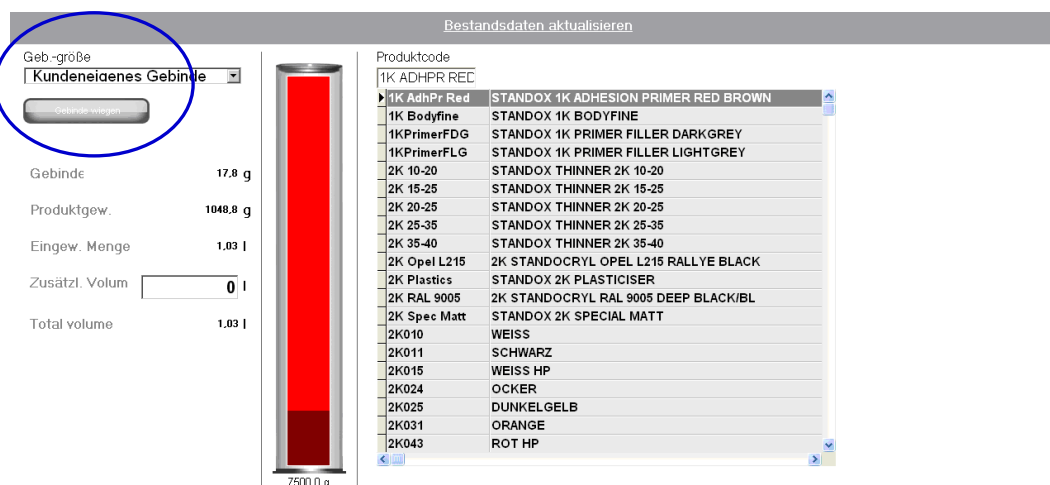 Bestandsdaten aktualisieren
Geb.-größe
Kundeneigenes Gebinde
Gebinde wiegen
Gebinde 17,8 g
Produktgew. 1048,8 g
Eingew. Menge 1,03 l
Zusätzl. Volum 0 l
Total volume 1,03 l
7500,0 g
Produktcode
1K ADHPR RED
1K AdhPr Red STANDOX 1K ADHESION PRIMER RED BROWN
1K Bodyfine STANDOX 1K BODYFINE
1KPrimerFDG STANDOX 1K PRIMER FILLER DARKGREY
1KPrimerFLG STANDOX 1K PRIMER FILLER LIGHTGREY
2K 10-20 STANDOX THINNER 2K 10-20
2K 15-25 STANDOX THINNER 2K 15-25
2K 20-25 STANDOX THINNER 2K 20-25
2K 25-35 STANDOX THINNER 2K 25-35
2K 35-40 STANDOX THINNER 2K 35-40
2K Opel L215 2K STANDOCRYL OPEL L215 RALLYE BLACK
2K Plastics STANDOX 2K PLASTICISER
2K RAL 9005 2K STANDOCRYL RAL 9005 DEEP BLACK/BL
2K Spec Matt STANDOX 2K SPECIAL MATT
2K010 WEISS
2K011 SCHWARZ
2K015 WEISS HP
2K024 OCKER
2K025 DUNKELGELB
2K031 ORANGE
2K043 ROT HP